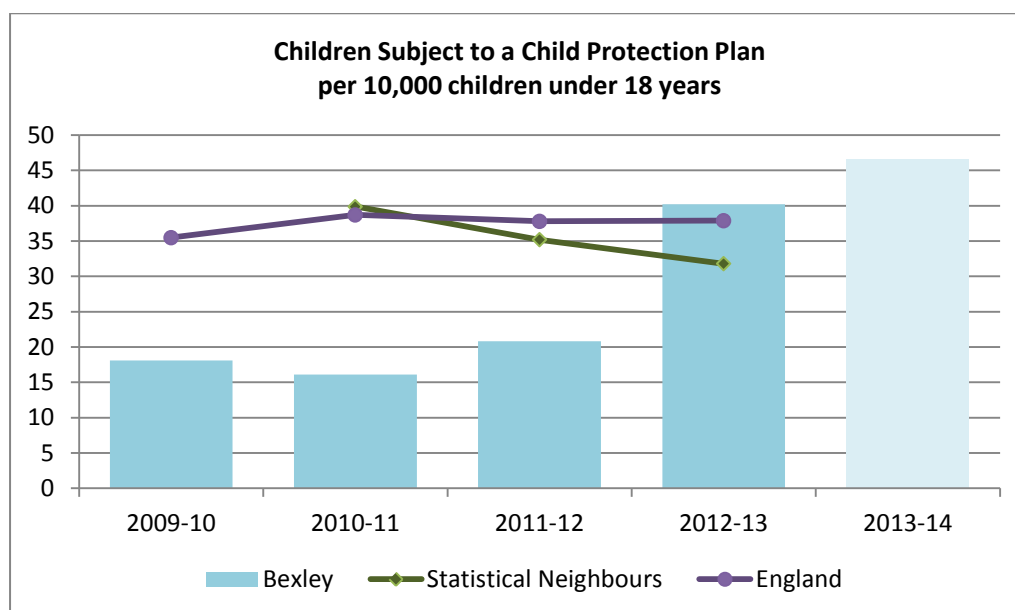 Children Subject to a Child Protection Plan
per 10,000 children under 18 years
50
45
40
35
30
25
20
15
10
5
0
2009-10 2010-11 2011-12 2012-13 2013-14
Bexley Statistical Neighbours England